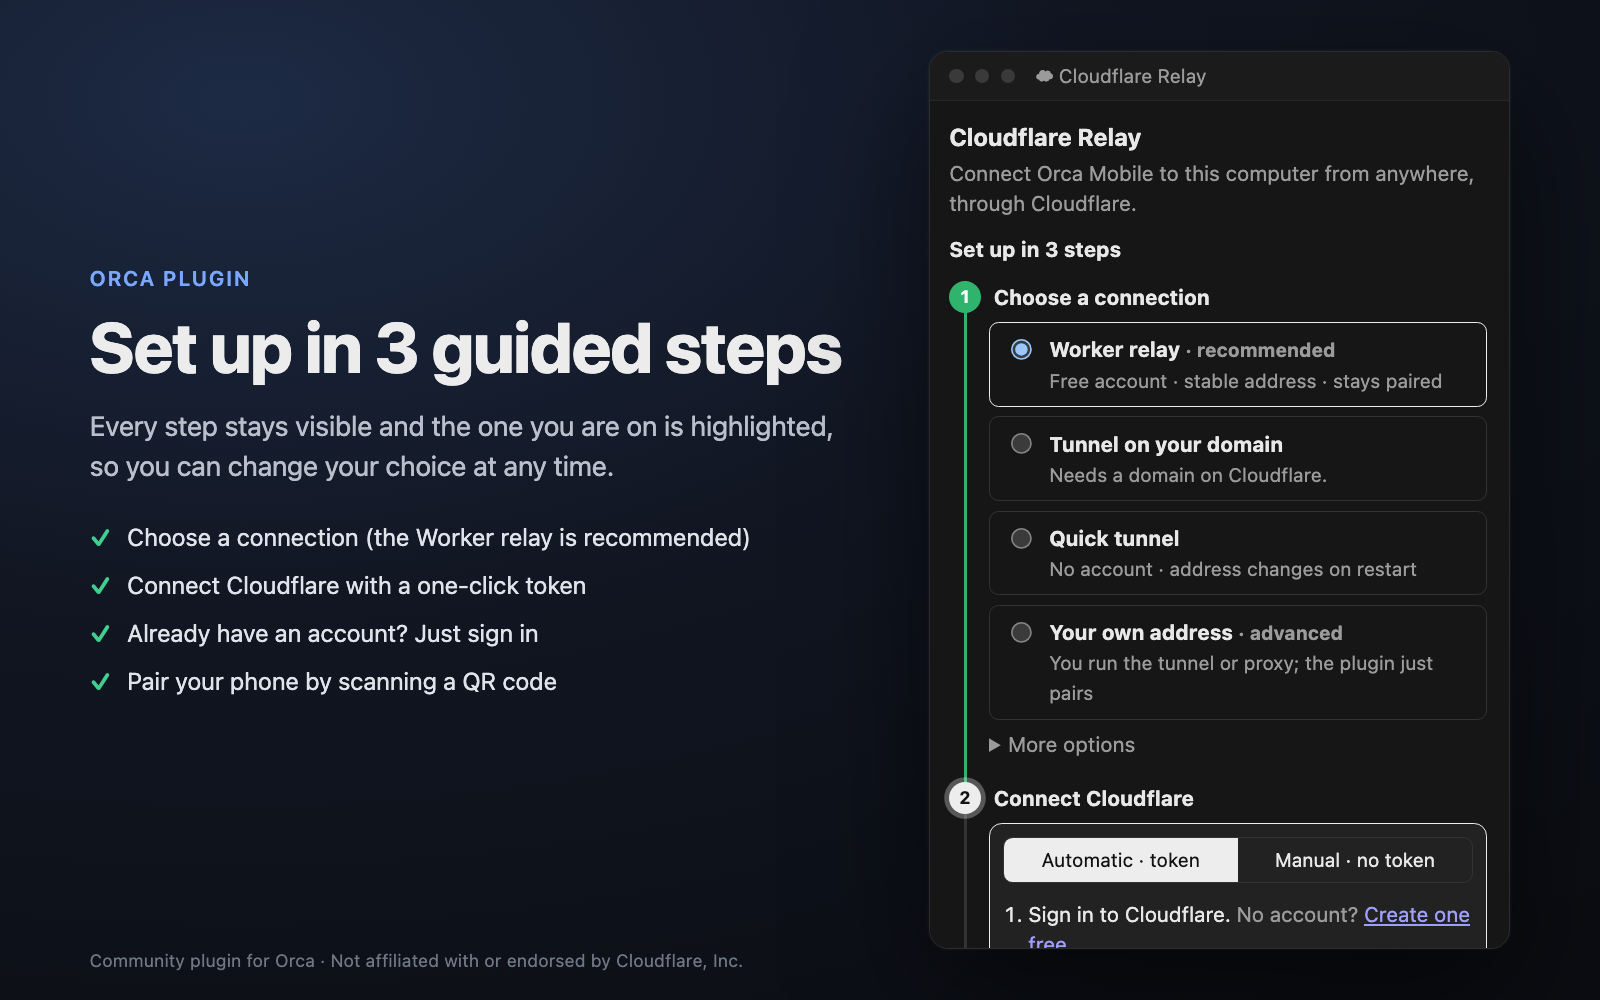 ORCA PLUGIN
Set up in 3 guided steps
Every step stays visible and the one you are on is highlighted,
so you can change your choice at any time.
Choose a connection (the Worker relay is recommended)
Connect Cloudflare with a one-click token
Already have an account? Just sign in
Pair your phone by scanning a QR code
Community plugin for Orca · Not affiliated with or endorsed by Cloudflare, Inc.
Cloudflare Relay
Cloudflare Relay
Connect Orca Mobile to this computer from anywhere,
through Cloudflare.
Set up in 3 steps
1 Choose a connection
Worker relay · recommended
Free account · stable address · stays paired
Tunnel on your domain
Needs a domain on Cloudflare.
Quick tunnel
No account · address changes on restart
Your own address · advanced
You run the tunnel or proxy; the plugin just
pairs
More options
2 Connect Cloudflare
Automatic · token
Manual · no token
1. Sign in to Cloudflare. No account? Create one
free